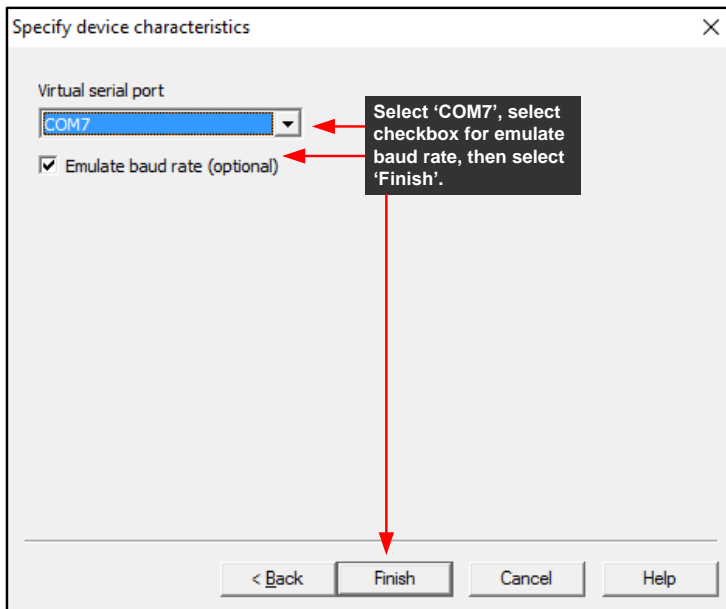 Specify device characteristics
Virtual serial port
COM7
Select ‘COM7’, select
checkbox for emulate
baud rate, then select
‘Finish’.
Emulate baud rate (optional)
< Back
Finish
Cancel
Help